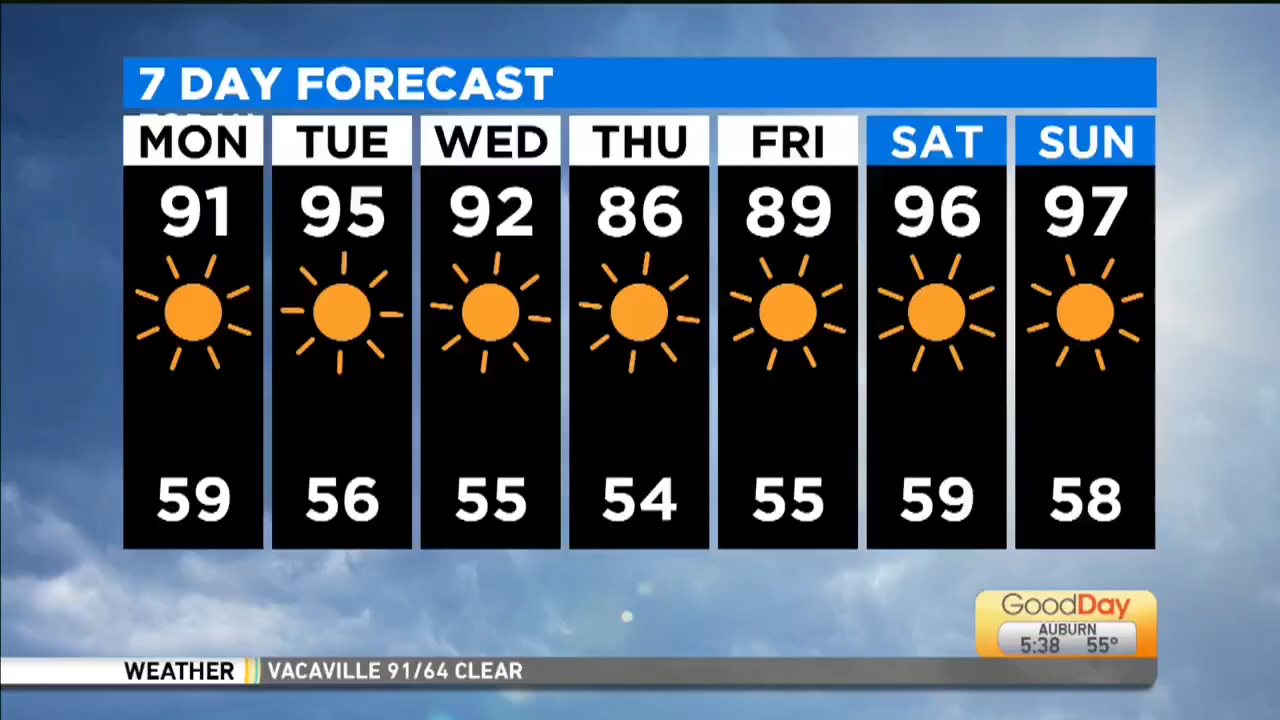 7 DAY FORECAST
MON TUE WED THU FRI SAT SUN
91 95 92 86 89 96 97
59 56 55 54 55 59 58
GoodDay
AUBURN
5:38 55°
WEATHER VACAVILLE 91/64 CLEAR